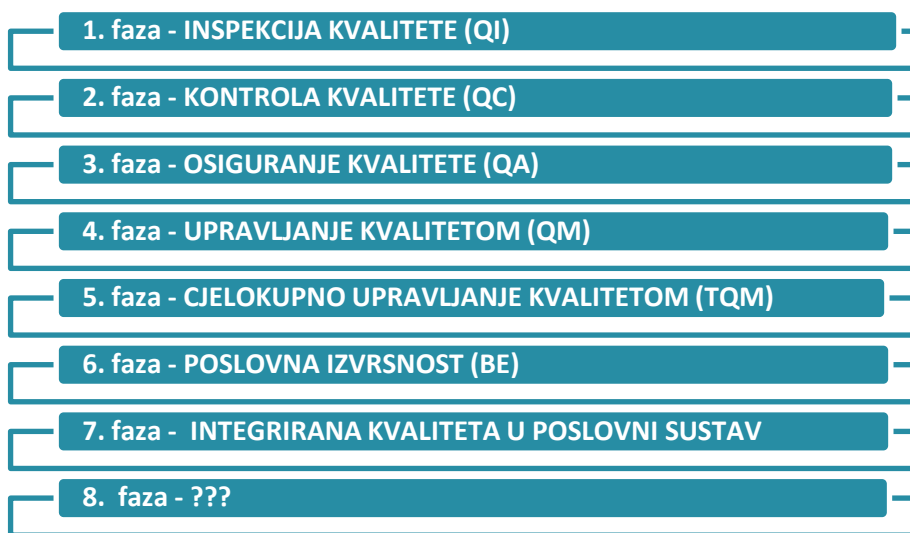 1. faza - INSPEKCIJA KVALITETE (QI)
2. faza - KONTROLA KVALITETE (QC)
3. faza - OSIGURANJE KVALITETE (QA)
4. faza - UPRAVLJANJE KVALITETOM (QM)
5. faza - CJELOKUPNO UPRAVLJANJE KVALITETOM (TQM)
6. faza - POSLOVNA IZVRSNOST (BE)
7. faza - INTEGRIRANA KVALITETA U POSLOVNI SUSTAV
8. faza - ???